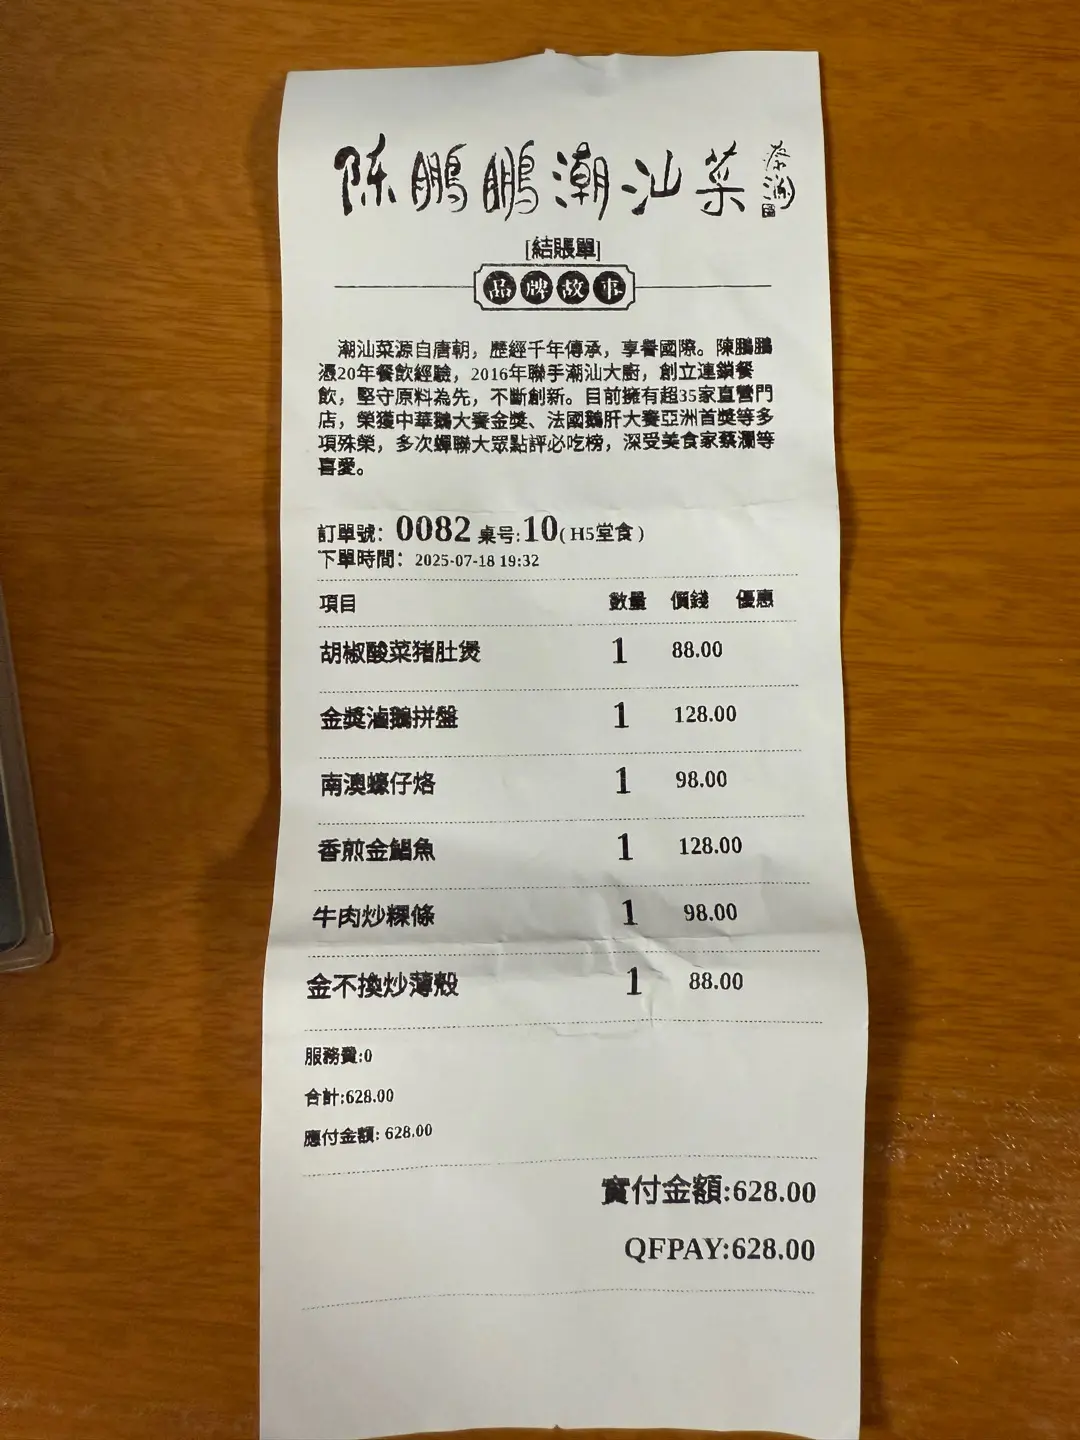 陈鹏鹏潮汕菜
蔡瀾
[結賬單]
品牌故事
潮汕菜源自唐朝，歷經千年傳承，享譽國際。陳鵬鵬
憑20年餐飲經驗，2016年聯手潮汕大廚，創立連鎖餐
飲，堅守原料為先，不斷創新。目前擁有超35家直營門
店，榮獲中華鵝大賽金獎、法國鵝肝大賽亞洲首獎等多
項殊榮，多次蟬聯大眾點評必吃榜，深受美食家蔡瀾等
喜愛。
訂單號：0082 桌号:10( H5堂食 )
下單時間：2025-07-18 19:32
項目 數量 價錢 優惠
胡椒酸菜猪肚煲 1 88.00
金獎滷鵝拼盤 1 128.00
南澳蠔仔烙 1 98.00
香煎金鯧魚 1 128.00
牛肉炒粿條 1 98.00
金不換炒薄殼 1 88.00
服務費:0
合計:628.00
應付金額: 628.00
實付金額:628.00
QFPAY:628.00